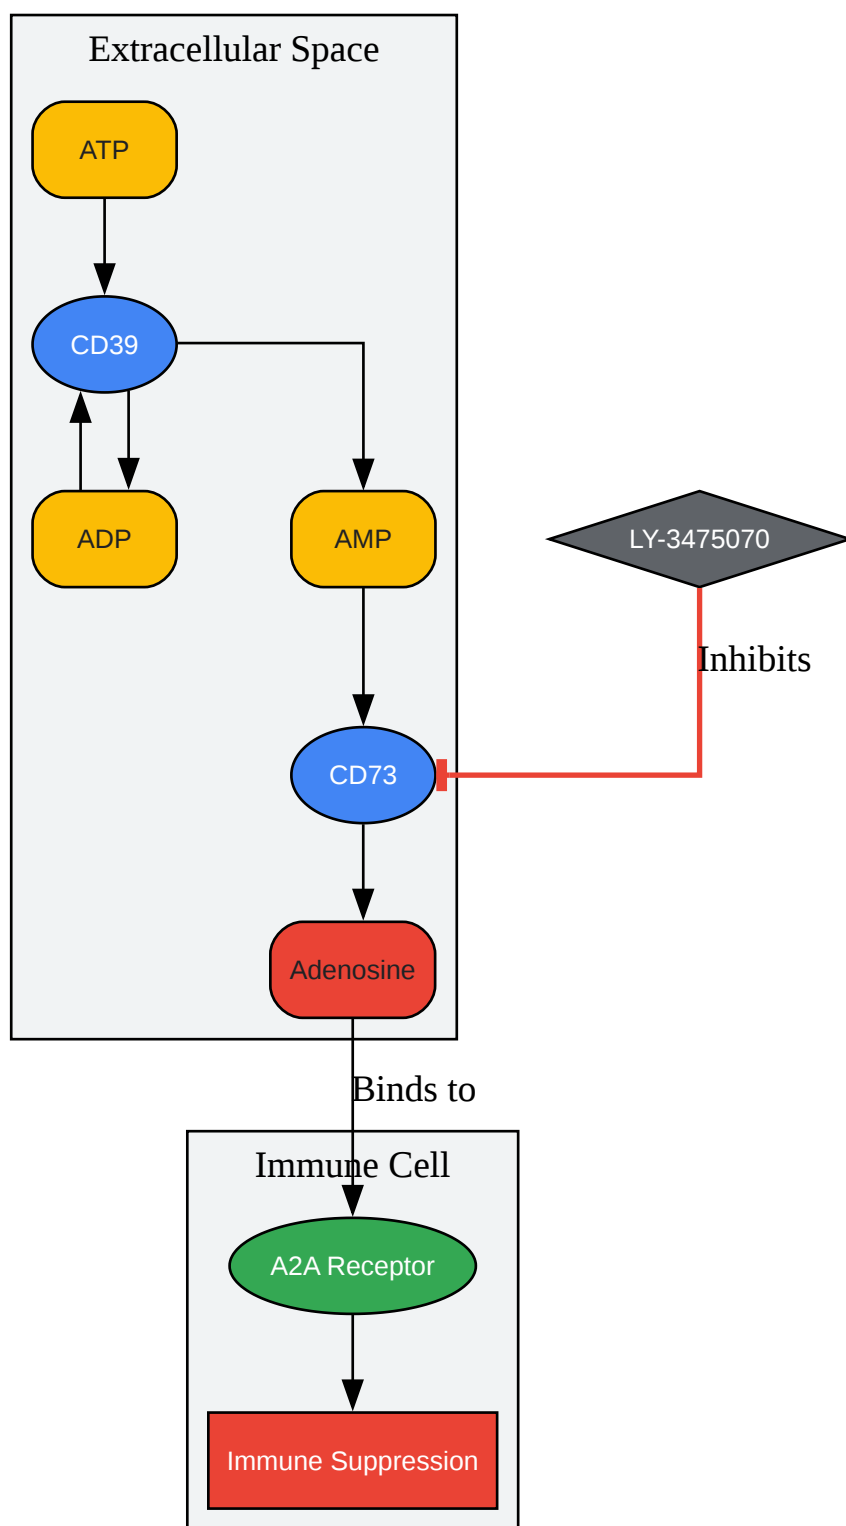 Extracellular Space
ATP
CD39
ADP
AMP
LY-3475070
Inhibits
CD73
Adenosine
Binds to
Immune Cell
A2A Receptor
Immune Suppression